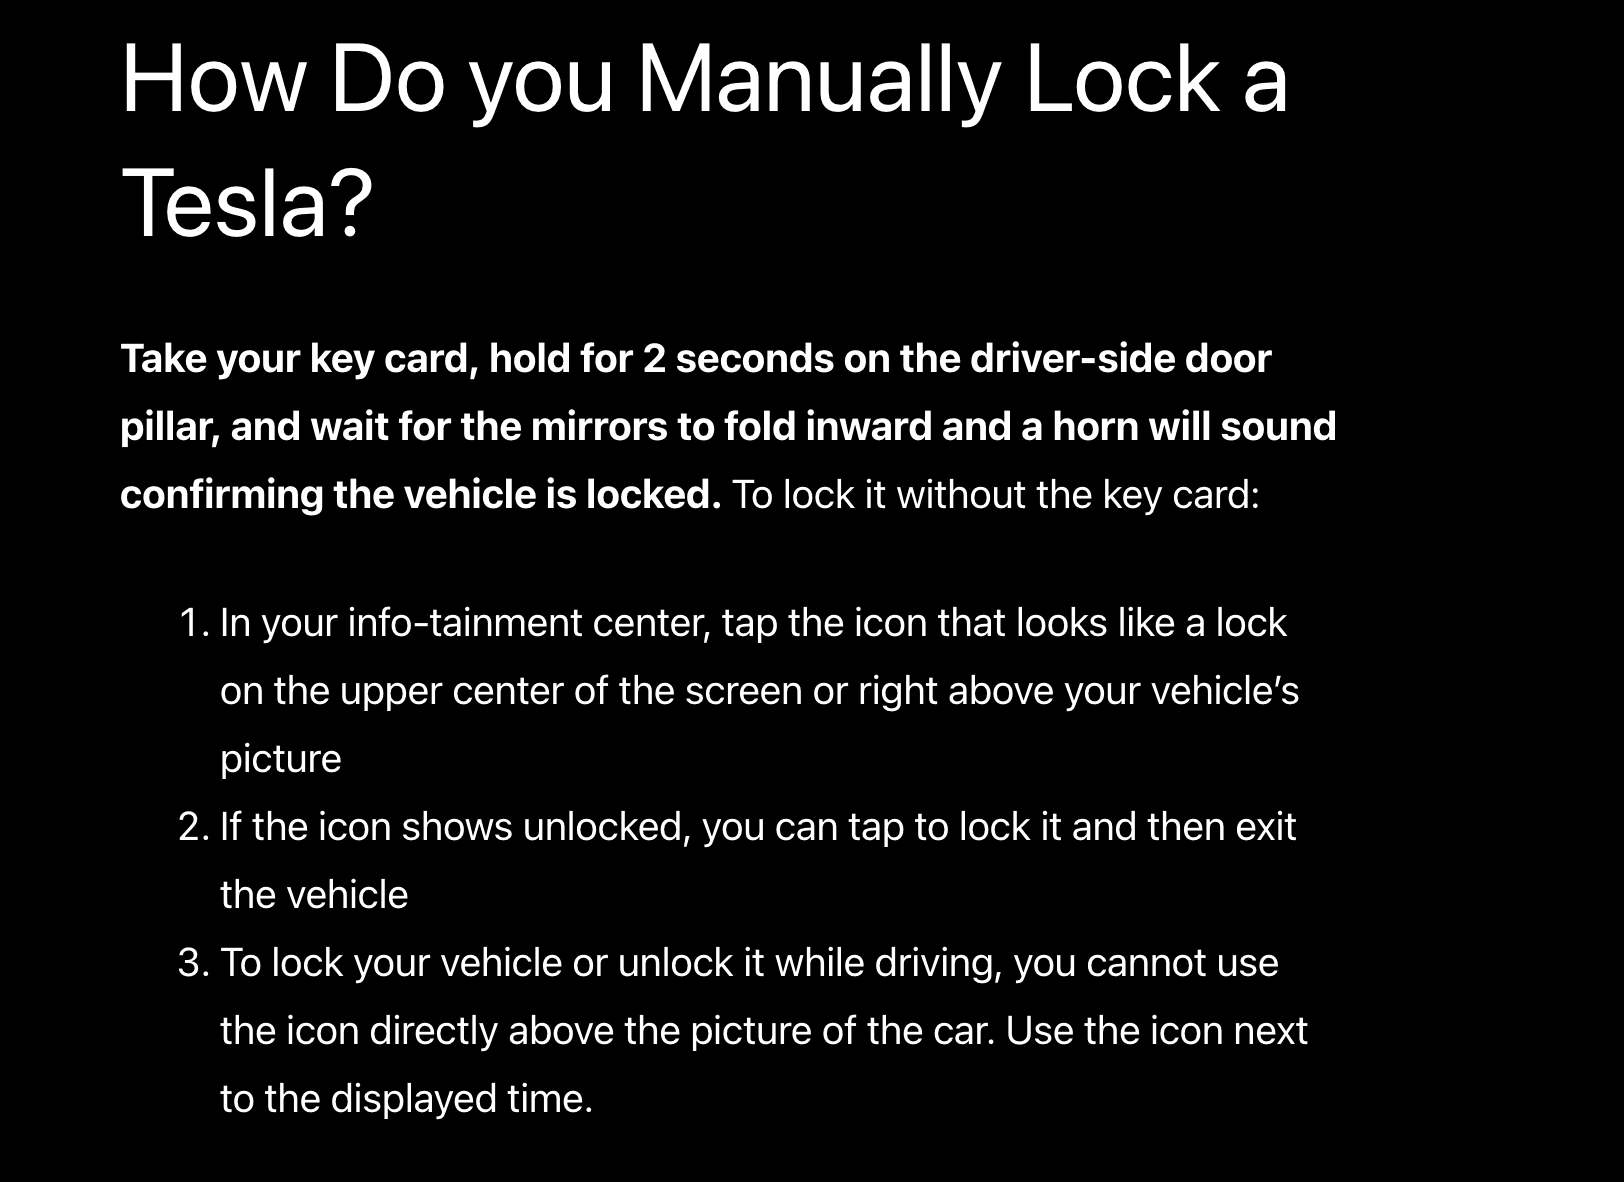 How Do you Manually Lock a
Tesla?
Take your key card, hold for 2 seconds on the driver-side door
pillar, and wait for the mirrors to fold inward and a horn will sound
confirming the vehicle is locked. To lock it without the key card:
1. In your info-tainment center, tap the icon that looks like a lock
on the upper center of the screen or right above your vehicle’s
picture
2. If the icon shows unlocked, you can tap to lock it and then exit
the vehicle
3. To lock your vehicle or unlock it while driving, you cannot use
the icon directly above the picture of the car. Use the icon next
to the displayed time.